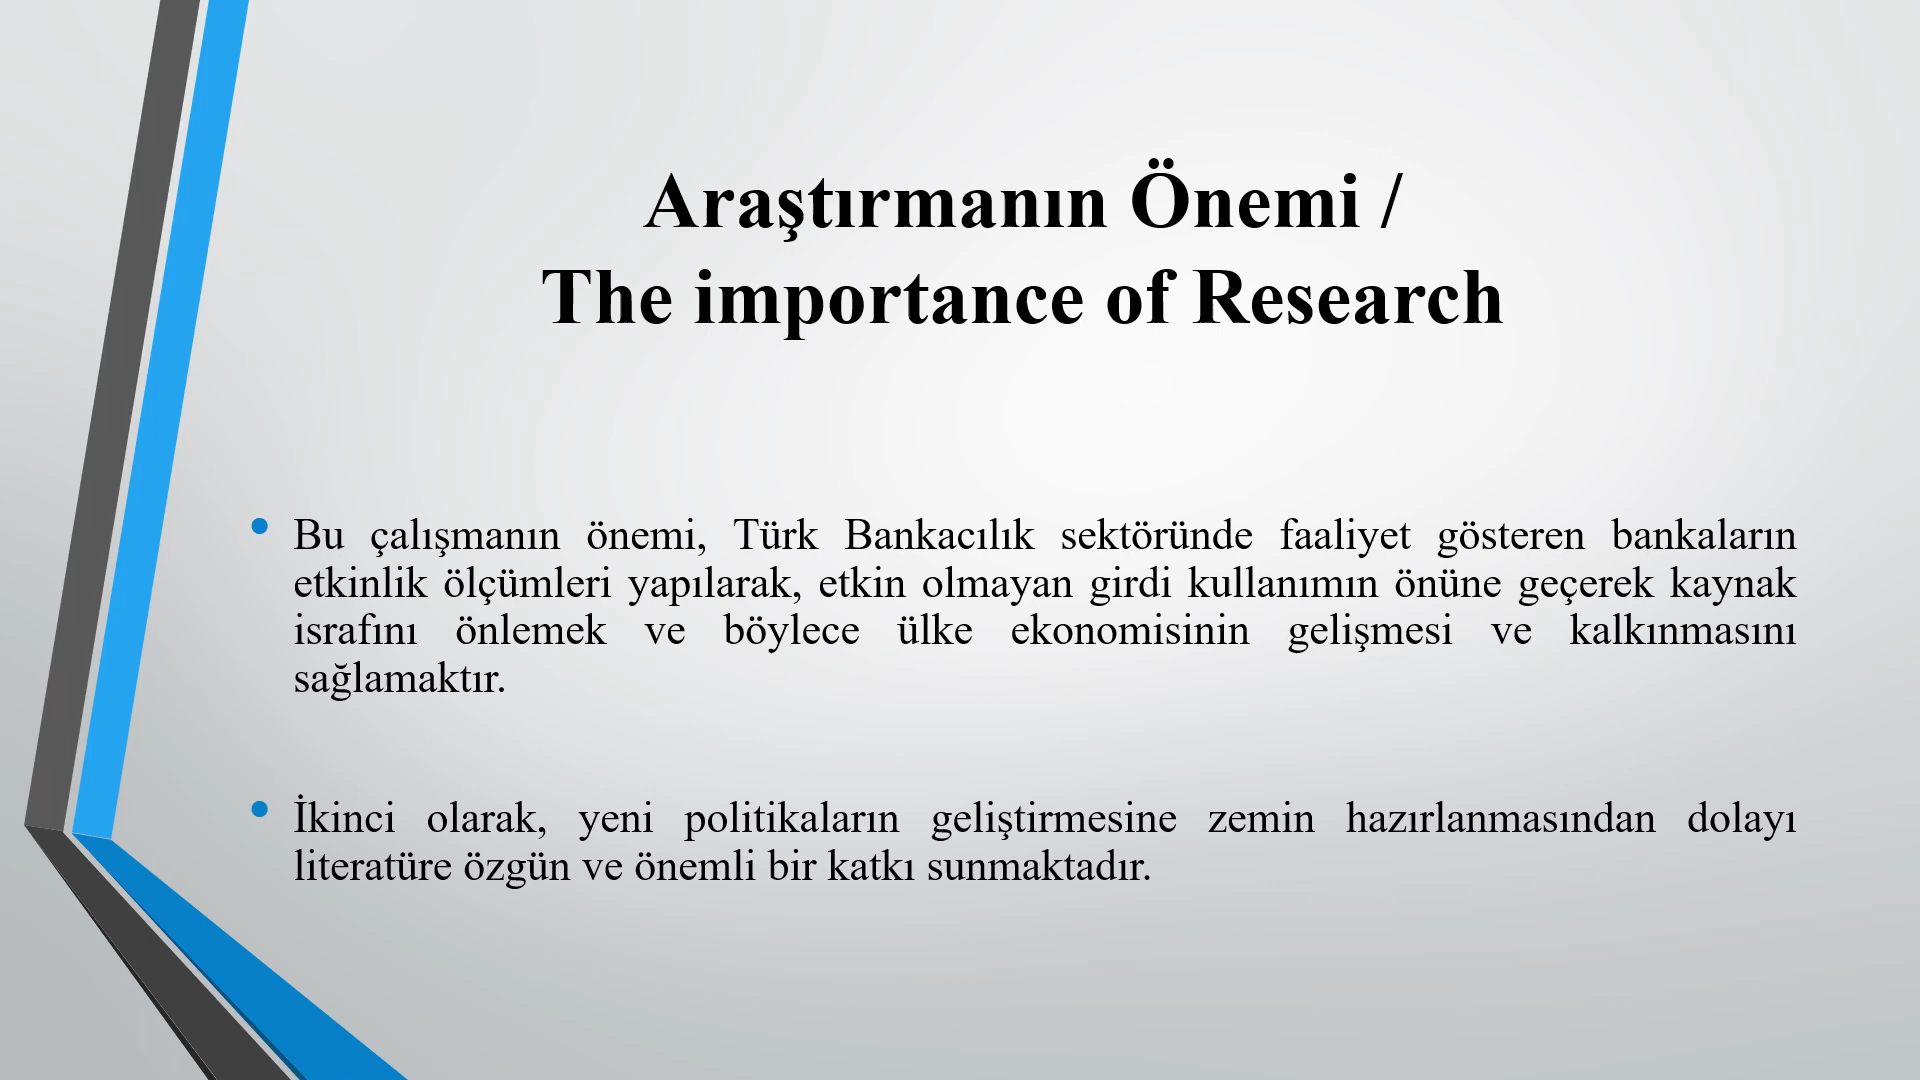 Araştırmanın Önemi /
The importance of Research
• Bu çalışmanın önemi, Türk Bankacılık sektöründe faaliyet gösteren bankaların
etkinlik ölçümleri yapılarak, etkin olmayan girdi kullanımın önüne geçerek kaynak
israfını önlemek ve böylece ülke ekonomisinin gelişmesi ve kalkınmasını
sağlamaktır.
• İkinci olarak, yeni politikaların geliştirmesine zemin hazırlanmasından dolayı
literatüre özgün ve önemli bir katkı sunmaktadır.